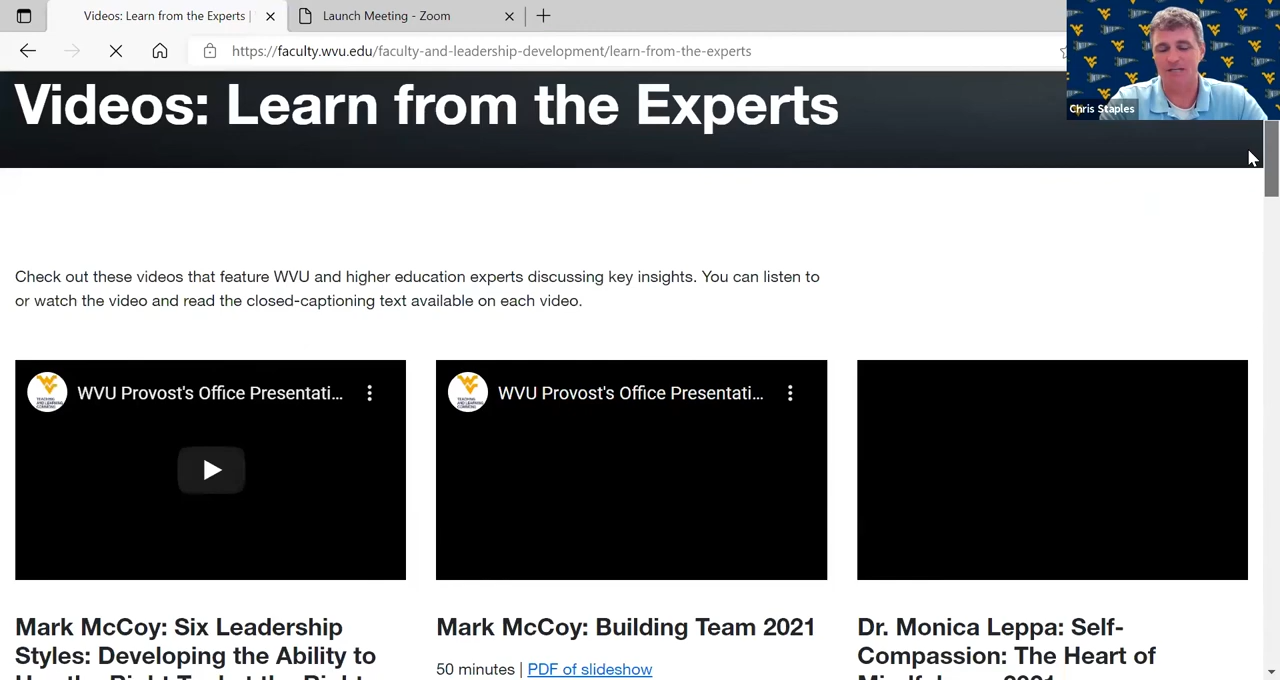 Videos: Learn from the Experts |
Launch Meeting - Zoom
https://faculty.wvu.edu/faculty-and-leadership-development/learn-from-the-experts
Chris Staples
Videos: Learn from the Experts
Check out these videos that feature WVU and higher education experts discussing key insights. You can listen to
or watch the video and read the closed-captioning text available on each video.
WVU Provost's Office Presentati...
WVU Provost's Office Presentati...
Mark McCoy: Six Leadership
Styles: Developing the Ability to
Mark McCoy: Building Team 2021
50 minutes | PDF of slideshow
Dr. Monica Leppa: Self-
Compassion: The Heart of